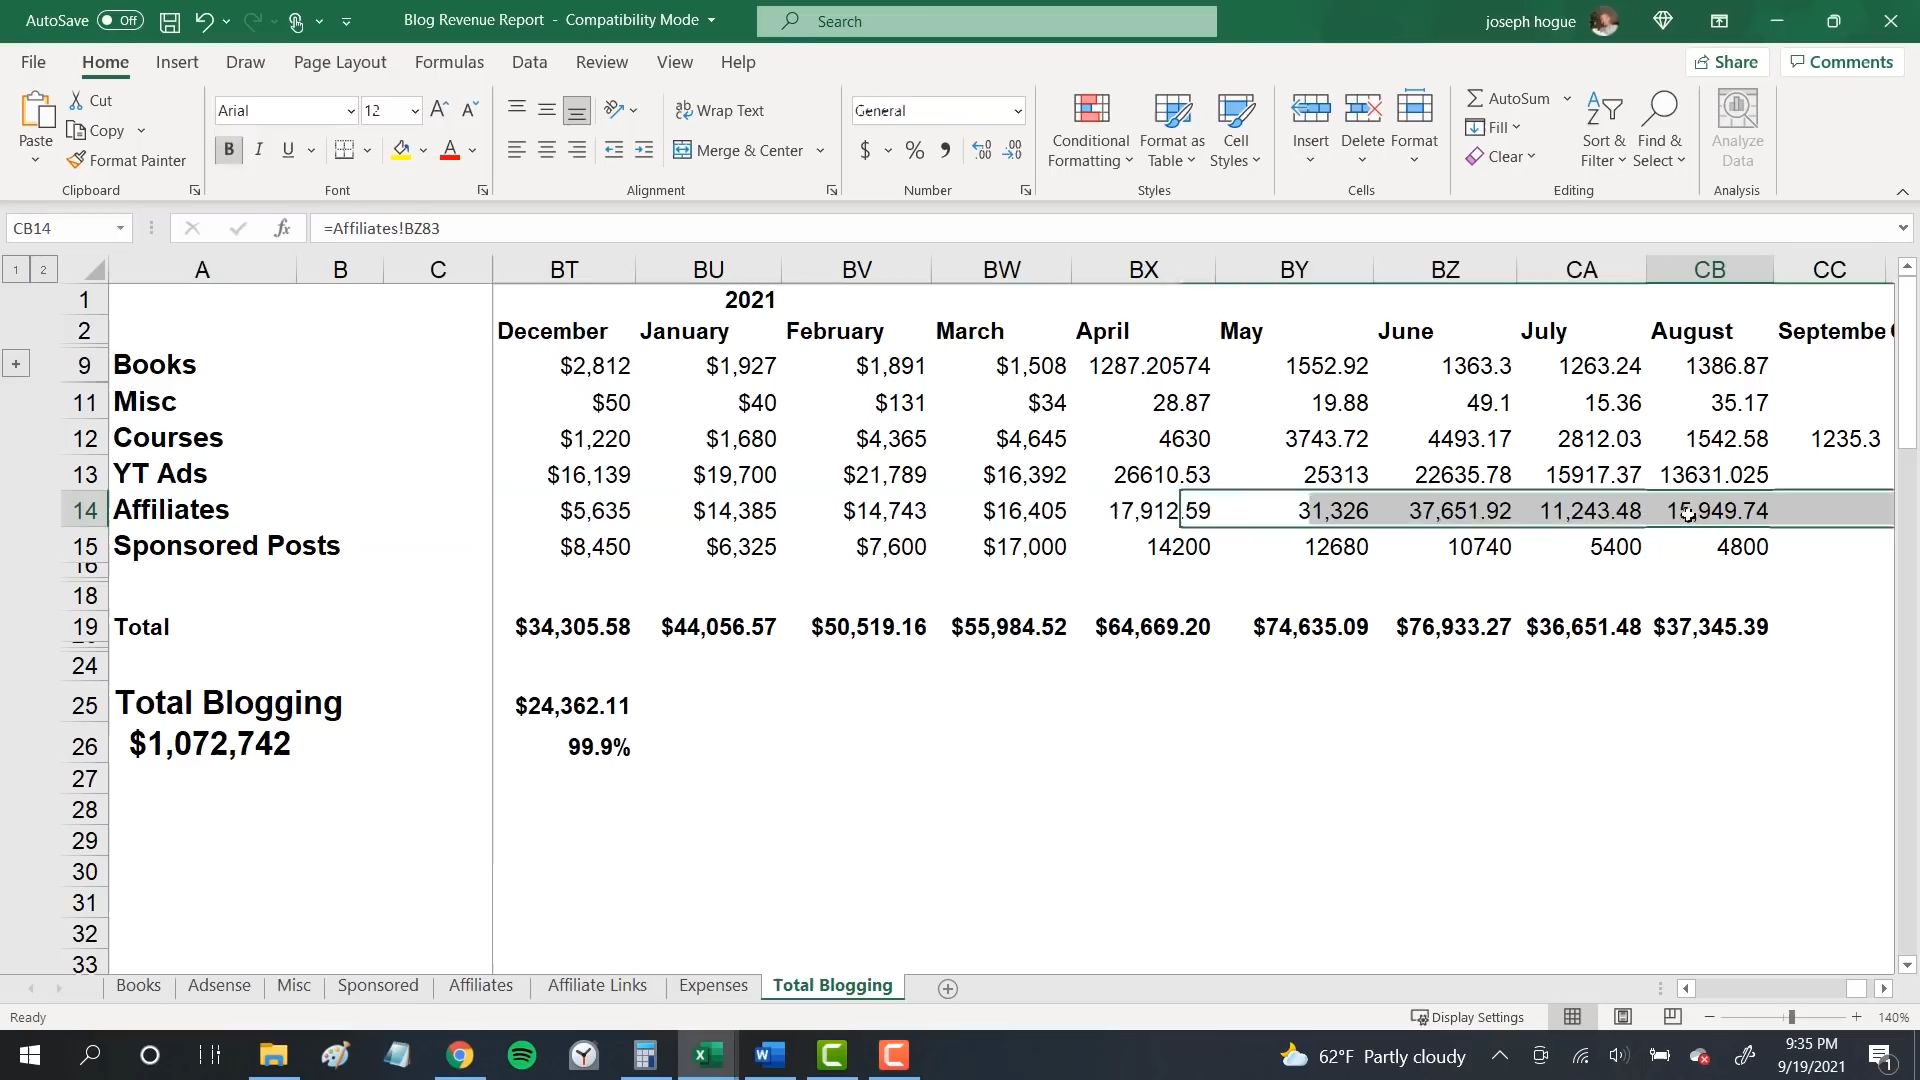 AutoSave Off Blog Revenue Report - Compatibility Mode Search joseph hogue
File Home Insert Draw Page Layout Formulas Data Review View Help Share Comments
Paste Cut Copy Format Painter Clipboard
Arial 12 B I U A Font
Wrap Text Merge & Center Alignment
General $ % Number
Conditional Formatting Format as Table Cell Styles Styles
Insert Delete Format Cells
AutoSum Fill Clear Sort & Filter Find & Select Editing
Analyze Data Analysis
CB14 fx =Affiliates!BZ83
1 2 A B C BT BU BV BW BX BY BZ CA CB CC
1 2021
2 December January February March April May June July August Septembe
9 Books $2,812 $1,927 $1,891 $1,508 1287.20574 1552.92 1363.3 1263.24 1386.87
11 Misc $50 $40 $131 $34 28.87 19.88 49.1 15.36 35.17
12 Courses $1,220 $1,680 $4,365 $4,645 4630 3743.72 4493.17 2812.03 1542.58 1235.3
13 YT Ads $16,139 $19,700 $21,789 $16,392 26610.53 25313 22635.78 15917.37 13631.025
14 Affiliates $5,635 $14,385 $14,743 $16,405 17,912.59 31,326 37,651.92 11,243.48 15,949.74
15 Sponsored Posts $8,450 $6,325 $7,600 $17,000 14200 12680 10740 5400 4800
16
18
19 Total $34,305.58 $44,056.57 $50,519.16 $55,984.52 $64,669.20 $74,635.09 $76,933.27 $36,651.48 $37,345.39
24
25 Total Blogging $24,362.11
26 $1,072,742 99.9%
27
28
29
30
31
32
33
Books Adsense Misc Sponsored Affiliates Affiliate Links Expenses Total Blogging
Ready Display Settings 140%
62°F Partly cloudy 9:35 PM
9/19/2021 1